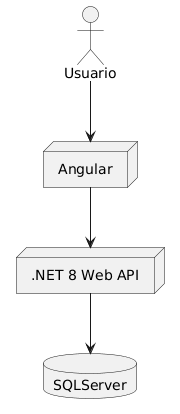 Usuario
Angular
.NET 8 Web API
SQLServer